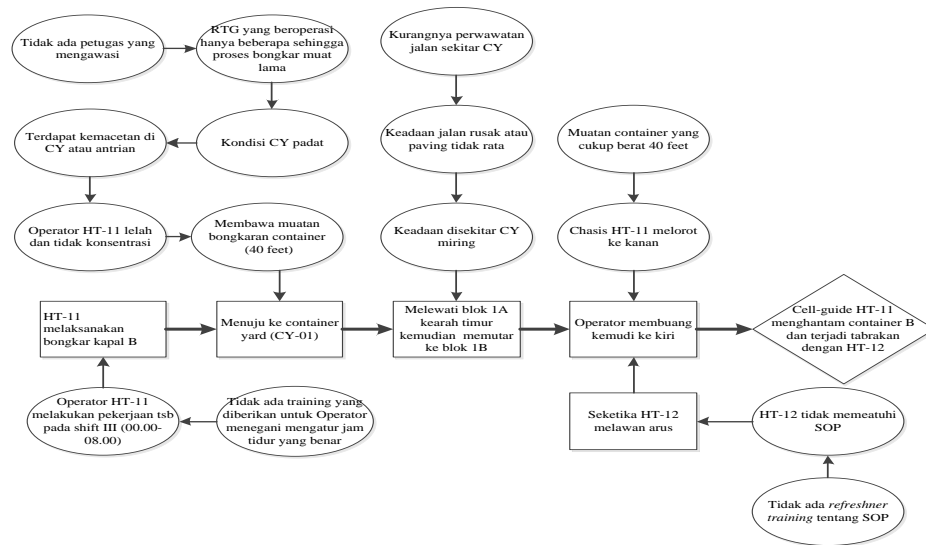 Tidak ada petugas yang
mengawasi
RTG yang beroperasi
hanya beberapa sehingga
proses bongkar muat
lama
Kurangnya perwawatan
jalan sekitar CY
Terdapat kemacetan di
CY atau antrian
Kondisi CY padat
Keadaan jalan rusak atau
paving tidak rata
Muatan container yang
cukup berat 40 feet
Operator HT-11 lelah
dan tidak konsentrasi
Membawa muatan
bongkaran container
(40 feet)
Keadaan disekitar CY
miring
Chasis HT-11 melorot
ke kanan
HT-11
melaksanakan
bongkar kapal B
Menuju ke container
yard (CY-01)
Melewati blok 1A
kearah timur
kemudian memutar
ke blok 1B
Operator membuang
kemudi ke kiri
Cell-guide HT-11
menghantam container B
dan terjadi tabrakan
dengan HT-12
Operator HT-11
melakukan pekerjaan tsb
pada shift III (00.00-
08.00)
Tidak ada training yang
diberikan untuk Operator
menegani mengatur jam
tidur yang benar
Seketika HT-12
melawan arus
HT-12 tidak memeatuhi
SOP
Tidak ada refreshner
training tentang SOP